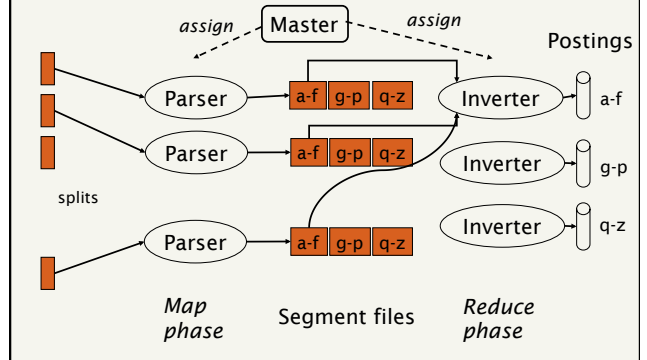 assign
Master
assign
Postings
Parser
a-f g-p q-z
Inverter
a-f
Parser
a-f g-p q-z
Inverter
g-p
splits
Parser
a-f g-p q-z
Inverter
q-z
Map
phase
Segment files
Reduce
phase